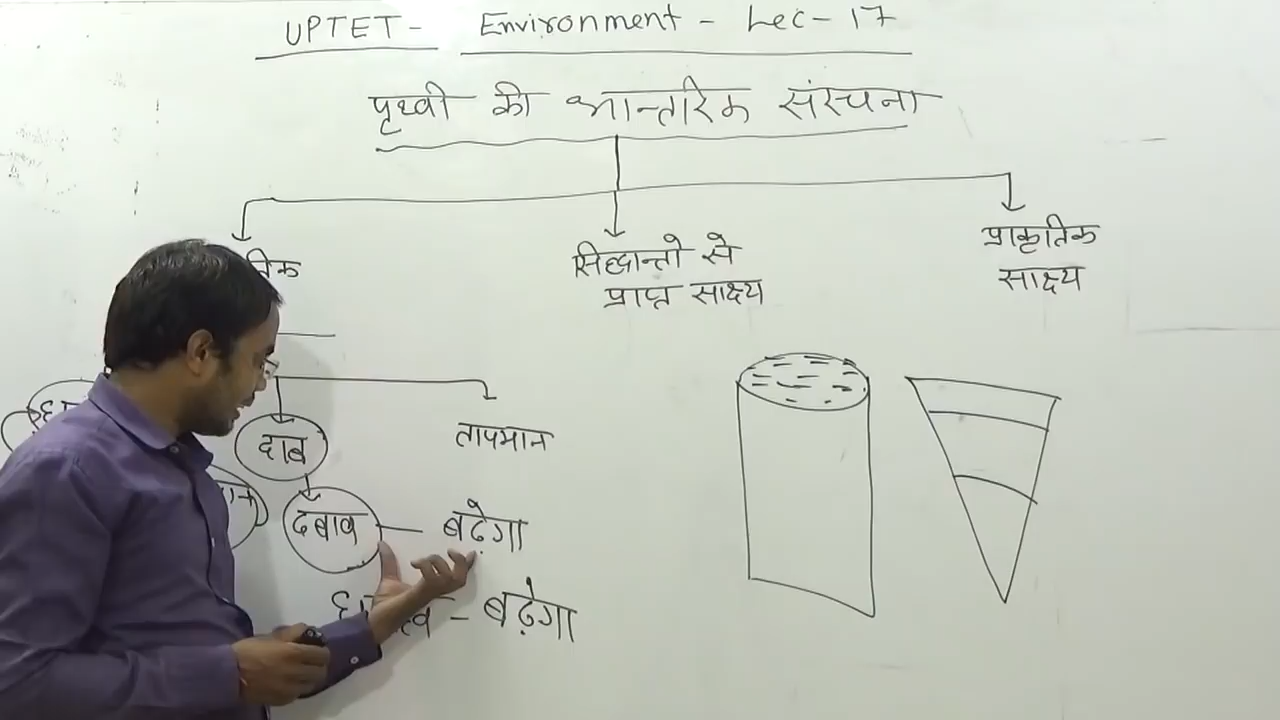 UPTET - Environment - Lec - 17
पृथ्वी की आन्तरिक संरचना
सिद्धान्तो से
प्राप्त साक्ष्य
प्राकृतिक
साक्ष्य
दाब
तापमान
दबाव — बढ़ेगा
- बढ़ेगा